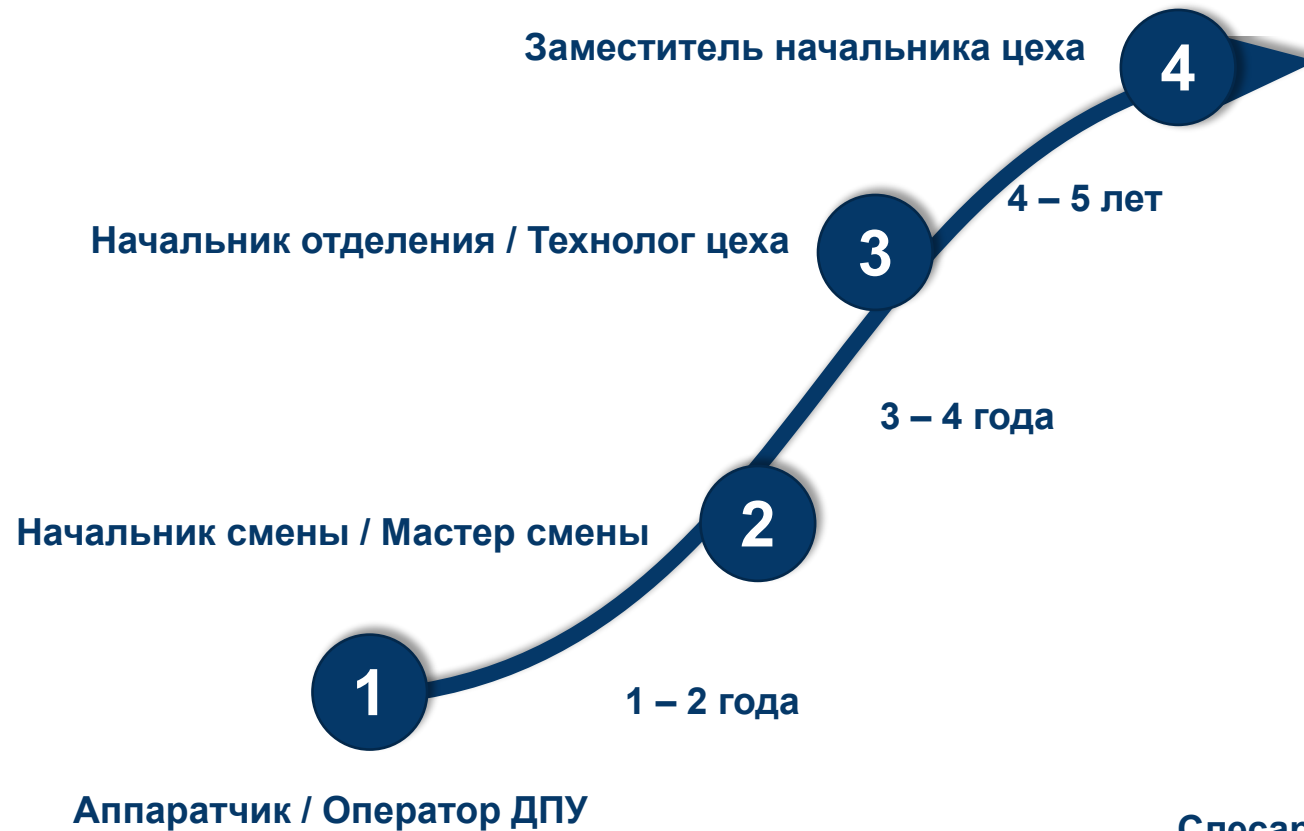 Заместитель начальника цеха
4
4 – 5 лет
Начальник отделения / Технолог цеха
3
3 – 4 года
Начальник смены / Мастер смены
2
1
1 – 2 года
Аппаратчик / Оператор ДПУ